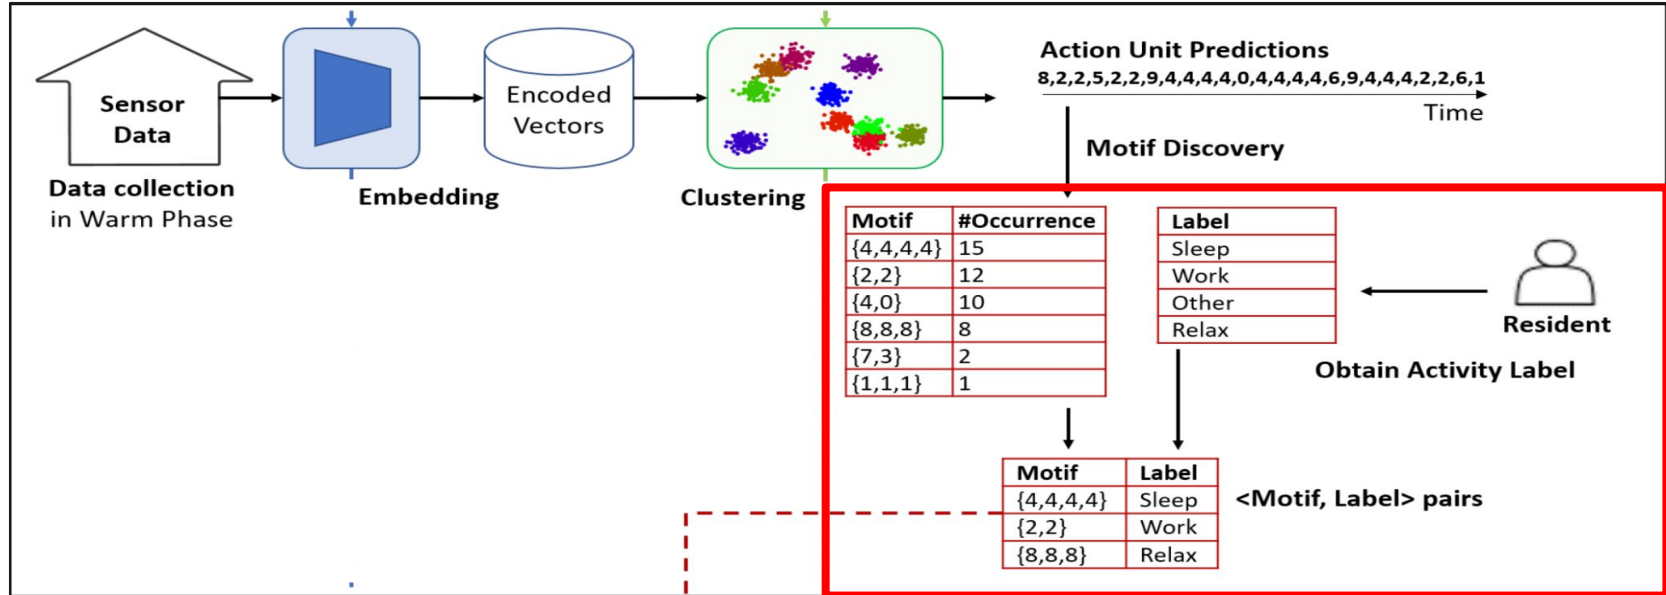 Sensor
Data
Data collection
in Warm Phase
Embedding
Encoded
Vectors
Clustering
Action Unit Predictions
8,2,2,5,2,2,9,4,4,4,4,0,4,4,4,4,6,9,4,4,4,2,2,6,1
Time
Motif Discovery
Motif #Occurrence
{4,4,4,4} 15
{2,2} 12
{4,0} 10
{8,8,8} 8
{7,3} 2
{1,1,1} 1
Label
Sleep
Work
Other
Relax
Resident
Obtain Activity Label
Motif Label
{4,4,4,4} Sleep
{2,2} Work
{8,8,8} Relax
<Motif, Label> pairs